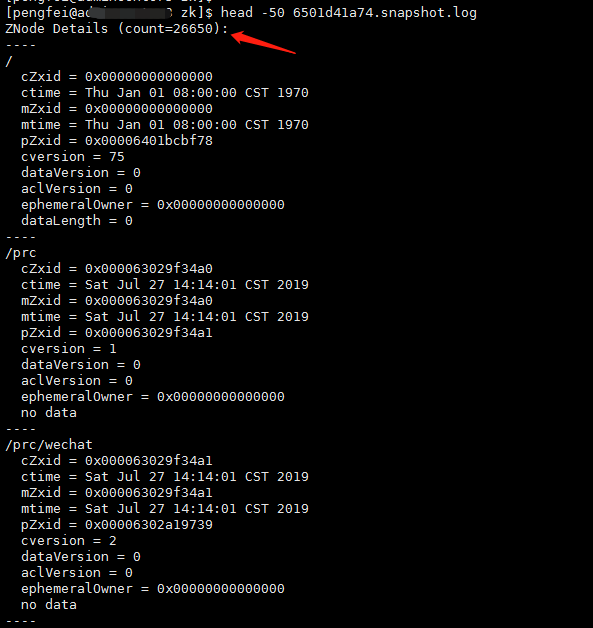 [pengfei@ad zk]$ head -50 6501d41a74.snapshot.log
ZNode Details (count=26650):
----
/
cZxid = 0x00000000000000
ctime = Thu Jan 01 08:00:00 CST 1970
mZxid = 0x00000000000000
mtime = Thu Jan 01 08:00:00 CST 1970
pZxid = 0x00006401bcbf78
cversion = 75
dataVersion = 0
aclVersion = 0
ephemeralOwner = 0x00000000000000
dataLength = 0
----
/prc
cZxid = 0x000063029f34a0
ctime = Sat Jul 27 14:14:01 CST 2019
mZxid = 0x000063029f34a0
mtime = Sat Jul 27 14:14:01 CST 2019
pZxid = 0x000063029f34a1
cversion = 1
dataVersion = 0
aclVersion = 0
ephemeralOwner = 0x00000000000000
no data
----
/prc/wechat
cZxid = 0x000063029f34a1
ctime = Sat Jul 27 14:14:01 CST 2019
mZxid = 0x000063029f34a1
mtime = Sat Jul 27 14:14:01 CST 2019
pZxid = 0x00006302a19739
cversion = 2
dataVersion = 0
aclVersion = 0
ephemeralOwner = 0x00000000000000
no data
----